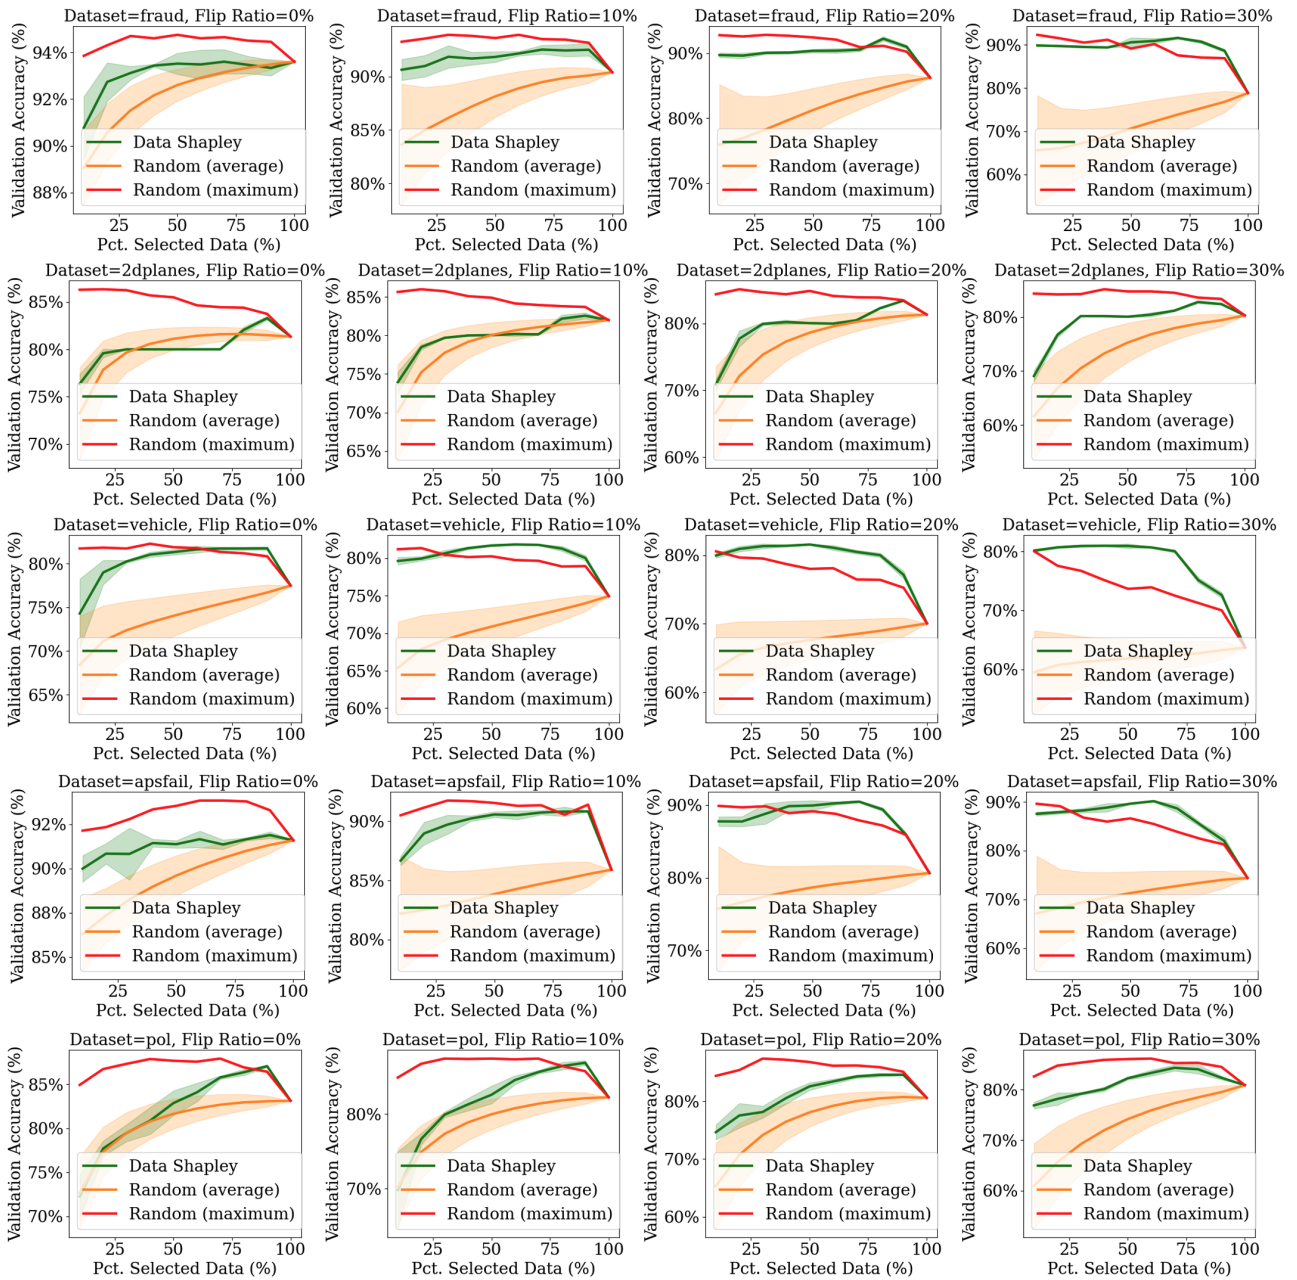 Dataset=fraud, Flip Ratio=0%
Validation Accuracy (%)
94%
92%
90%
88%
Data Shapley
Random (average)
Random (maximum)
25 50 75 100
Pct. Selected Data (%)
Dataset=fraud, Flip Ratio=10%
Validation Accuracy (%)
90%
85%
80%
Data Shapley
Random (average)
Random (maximum)
25 50 75 100
Pct. Selected Data (%)
Dataset=fraud, Flip Ratio=20%
Validation Accuracy (%)
90%
80%
70%
Data Shapley
Random (average)
Random (maximum)
25 50 75 100
Pct. Selected Data (%)
Dataset=fraud, Flip Ratio=30%
Validation Accuracy (%)
90%
80%
70%
60%
Data Shapley
Random (average)
Random (maximum)
25 50 75 100
Pct. Selected Data (%)
Dataset=2dplanes, Flip Ratio=0%
Validation Accuracy (%)
85%
80%
75%
70%
Data Shapley
Random (average)
Random (maximum)
25 50 75 100
Pct. Selected Data (%)
Dataset=2dplanes, Flip Ratio=10%
Validation Accuracy (%)
85%
80%
75%
70%
65%
Data Shapley
Random (average)
Random (maximum)
25 50 75 100
Pct. Selected Data (%)
Dataset=2dplanes, Flip Ratio=20%
Validation Accuracy (%)
80%
70%
60%
Data Shapley
Random (average)
Random (maximum)
25 50 75 100
Pct. Selected Data (%)
Dataset=2dplanes, Flip Ratio=30%
Validation Accuracy (%)
80%
70%
60%
Data Shapley
Random (average)
Random (maximum)
25 50 75 100
Pct. Selected Data (%)
Dataset=vehicle, Flip Ratio=0%
Validation Accuracy (%)
80%
75%
70%
65%
Data Shapley
Random (average)
Random (maximum)
25 50 75 100
Pct. Selected Data (%)
Dataset=vehicle, Flip Ratio=10%
Validation Accuracy (%)
80%
75%
70%
65%
60%
Data Shapley
Random (average)
Random (maximum)
25 50 75 100
Pct. Selected Data (%)
Dataset=vehicle, Flip Ratio=20%
Validation Accuracy (%)
80%
70%
60%
Data Shapley
Random (average)
Random (maximum)
25 50 75 100
Pct. Selected Data (%)
Dataset=vehicle, Flip Ratio=30%
Validation Accuracy (%)
80%
70%
60%
Data Shapley
Random (average)
Random (maximum)
25 50 75 100
Pct. Selected Data (%)
Dataset=apsfail, Flip Ratio=0%
Validation Accuracy (%)
92%
90%
88%
85%
Data Shapley
Random (average)
Random (maximum)
25 50 75 100
Pct. Selected Data (%)
Dataset=apsfail, Flip Ratio=10%
Validation Accuracy (%)
90%
85%
80%
Data Shapley
Random (average)
Random (maximum)
25 50 75 100
Pct. Selected Data (%)
Dataset=apsfail, Flip Ratio=20%
Validation Accuracy (%)
90%
80%
70%
Data Shapley
Random (average)
Random (maximum)
25 50 75 100
Pct. Selected Data (%)
Dataset=apsfail, Flip Ratio=30%
Validation Accuracy (%)
90%
80%
70%
60%
Data Shapley
Random (average)
Random (maximum)
25 50 75 100
Pct. Selected Data (%)
Dataset=pol, Flip Ratio=0%
Validation Accuracy (%)
85%
80%
75%
70%
Data Shapley
Random (average)
Random (maximum)
25 50 75 100
Pct. Selected Data (%)
Dataset=pol, Flip Ratio=10%
Validation Accuracy (%)
80%
70%
Data Shapley
Random (average)
Random (maximum)
25 50 75 100
Pct. Selected Data (%)
Dataset=pol, Flip Ratio=20%
Validation Accuracy (%)
80%
70%
60%
Data Shapley
Random (average)
Random (maximum)
25 50 75 100
Pct. Selected Data (%)
Dataset=pol, Flip Ratio=30%
Validation Accuracy (%)
80%
70%
60%
Data Shapley
Random (average)
Random (maximum)
25 50 75 100
Pct. Selected Data (%)